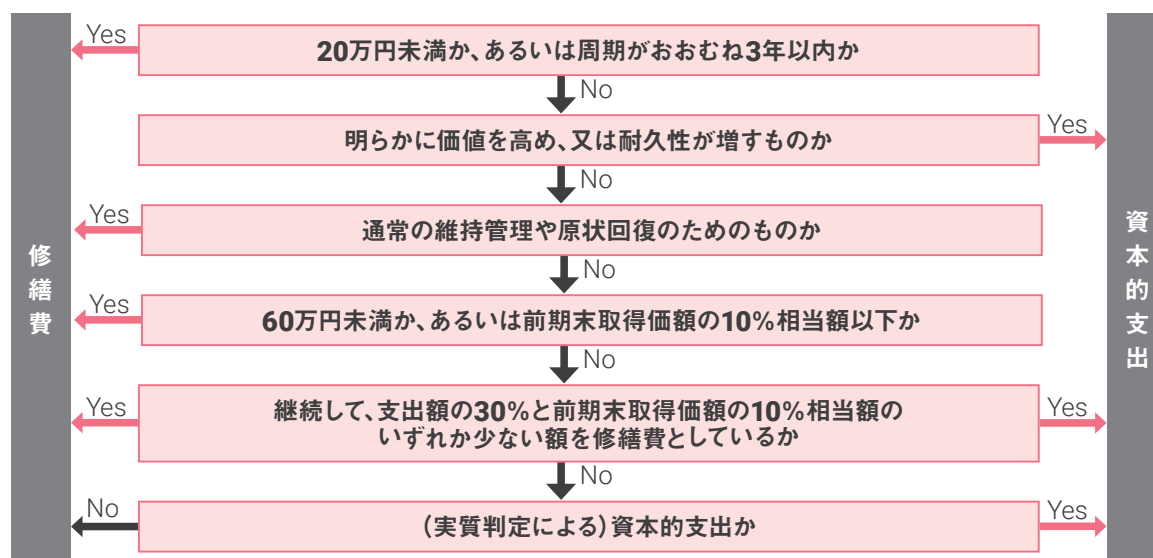 修繕費
資本的支出
Yes
20万円未満か、あるいは周期がおおむね3年以内か
No
明らかに価値を高め、又は耐久性が増すものか
Yes
No
Yes
通常の維持管理や原状回復のためのものか
No
Yes
60万円未満か、あるいは前期末取得価額の10%相当額以下か
No
Yes
継続して、支出額の30%と前期末取得価額の10%相当額の
いずれか少ない額を修繕費としているか
Yes
No
No
(実質判定による)資本的支出か
Yes